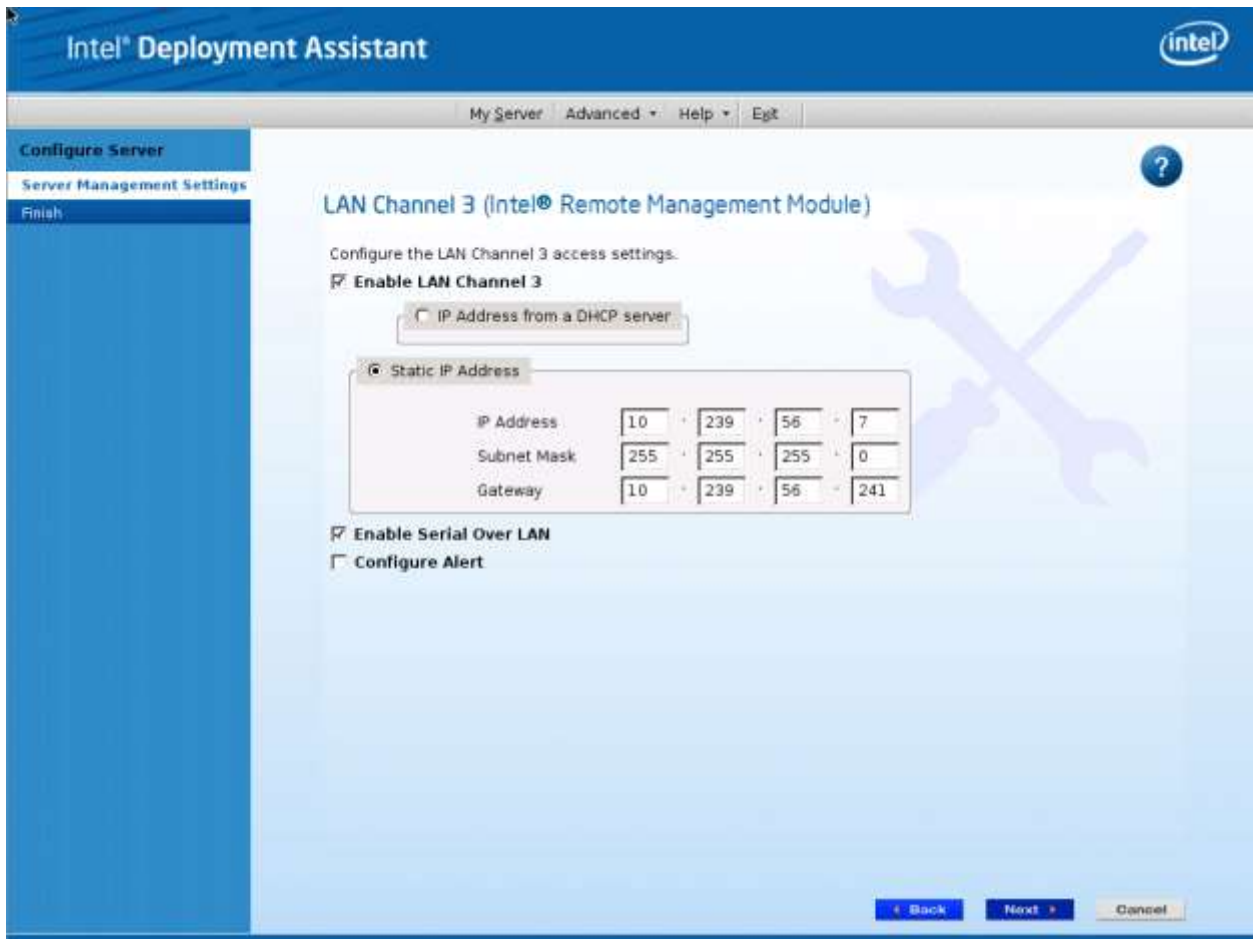 Intel® Deployment Assistant
intel
My Server Advanced Help Exit
Configure Server
Server Management Settings
Finish
?
LAN Channel 3 (Intel® Remote Management Module)
Configure the LAN Channel 3 access settings.
Enable LAN Channel 3
IP Address from a DHCP server
Static IP Address
IP Address 10 . 239 . 56 . 7
Subnet Mask 255 . 255 . 255 . 0
Gateway 10 . 239 . 56 . 241
Enable Serial Over LAN
Configure Alert
Back Next Cancel